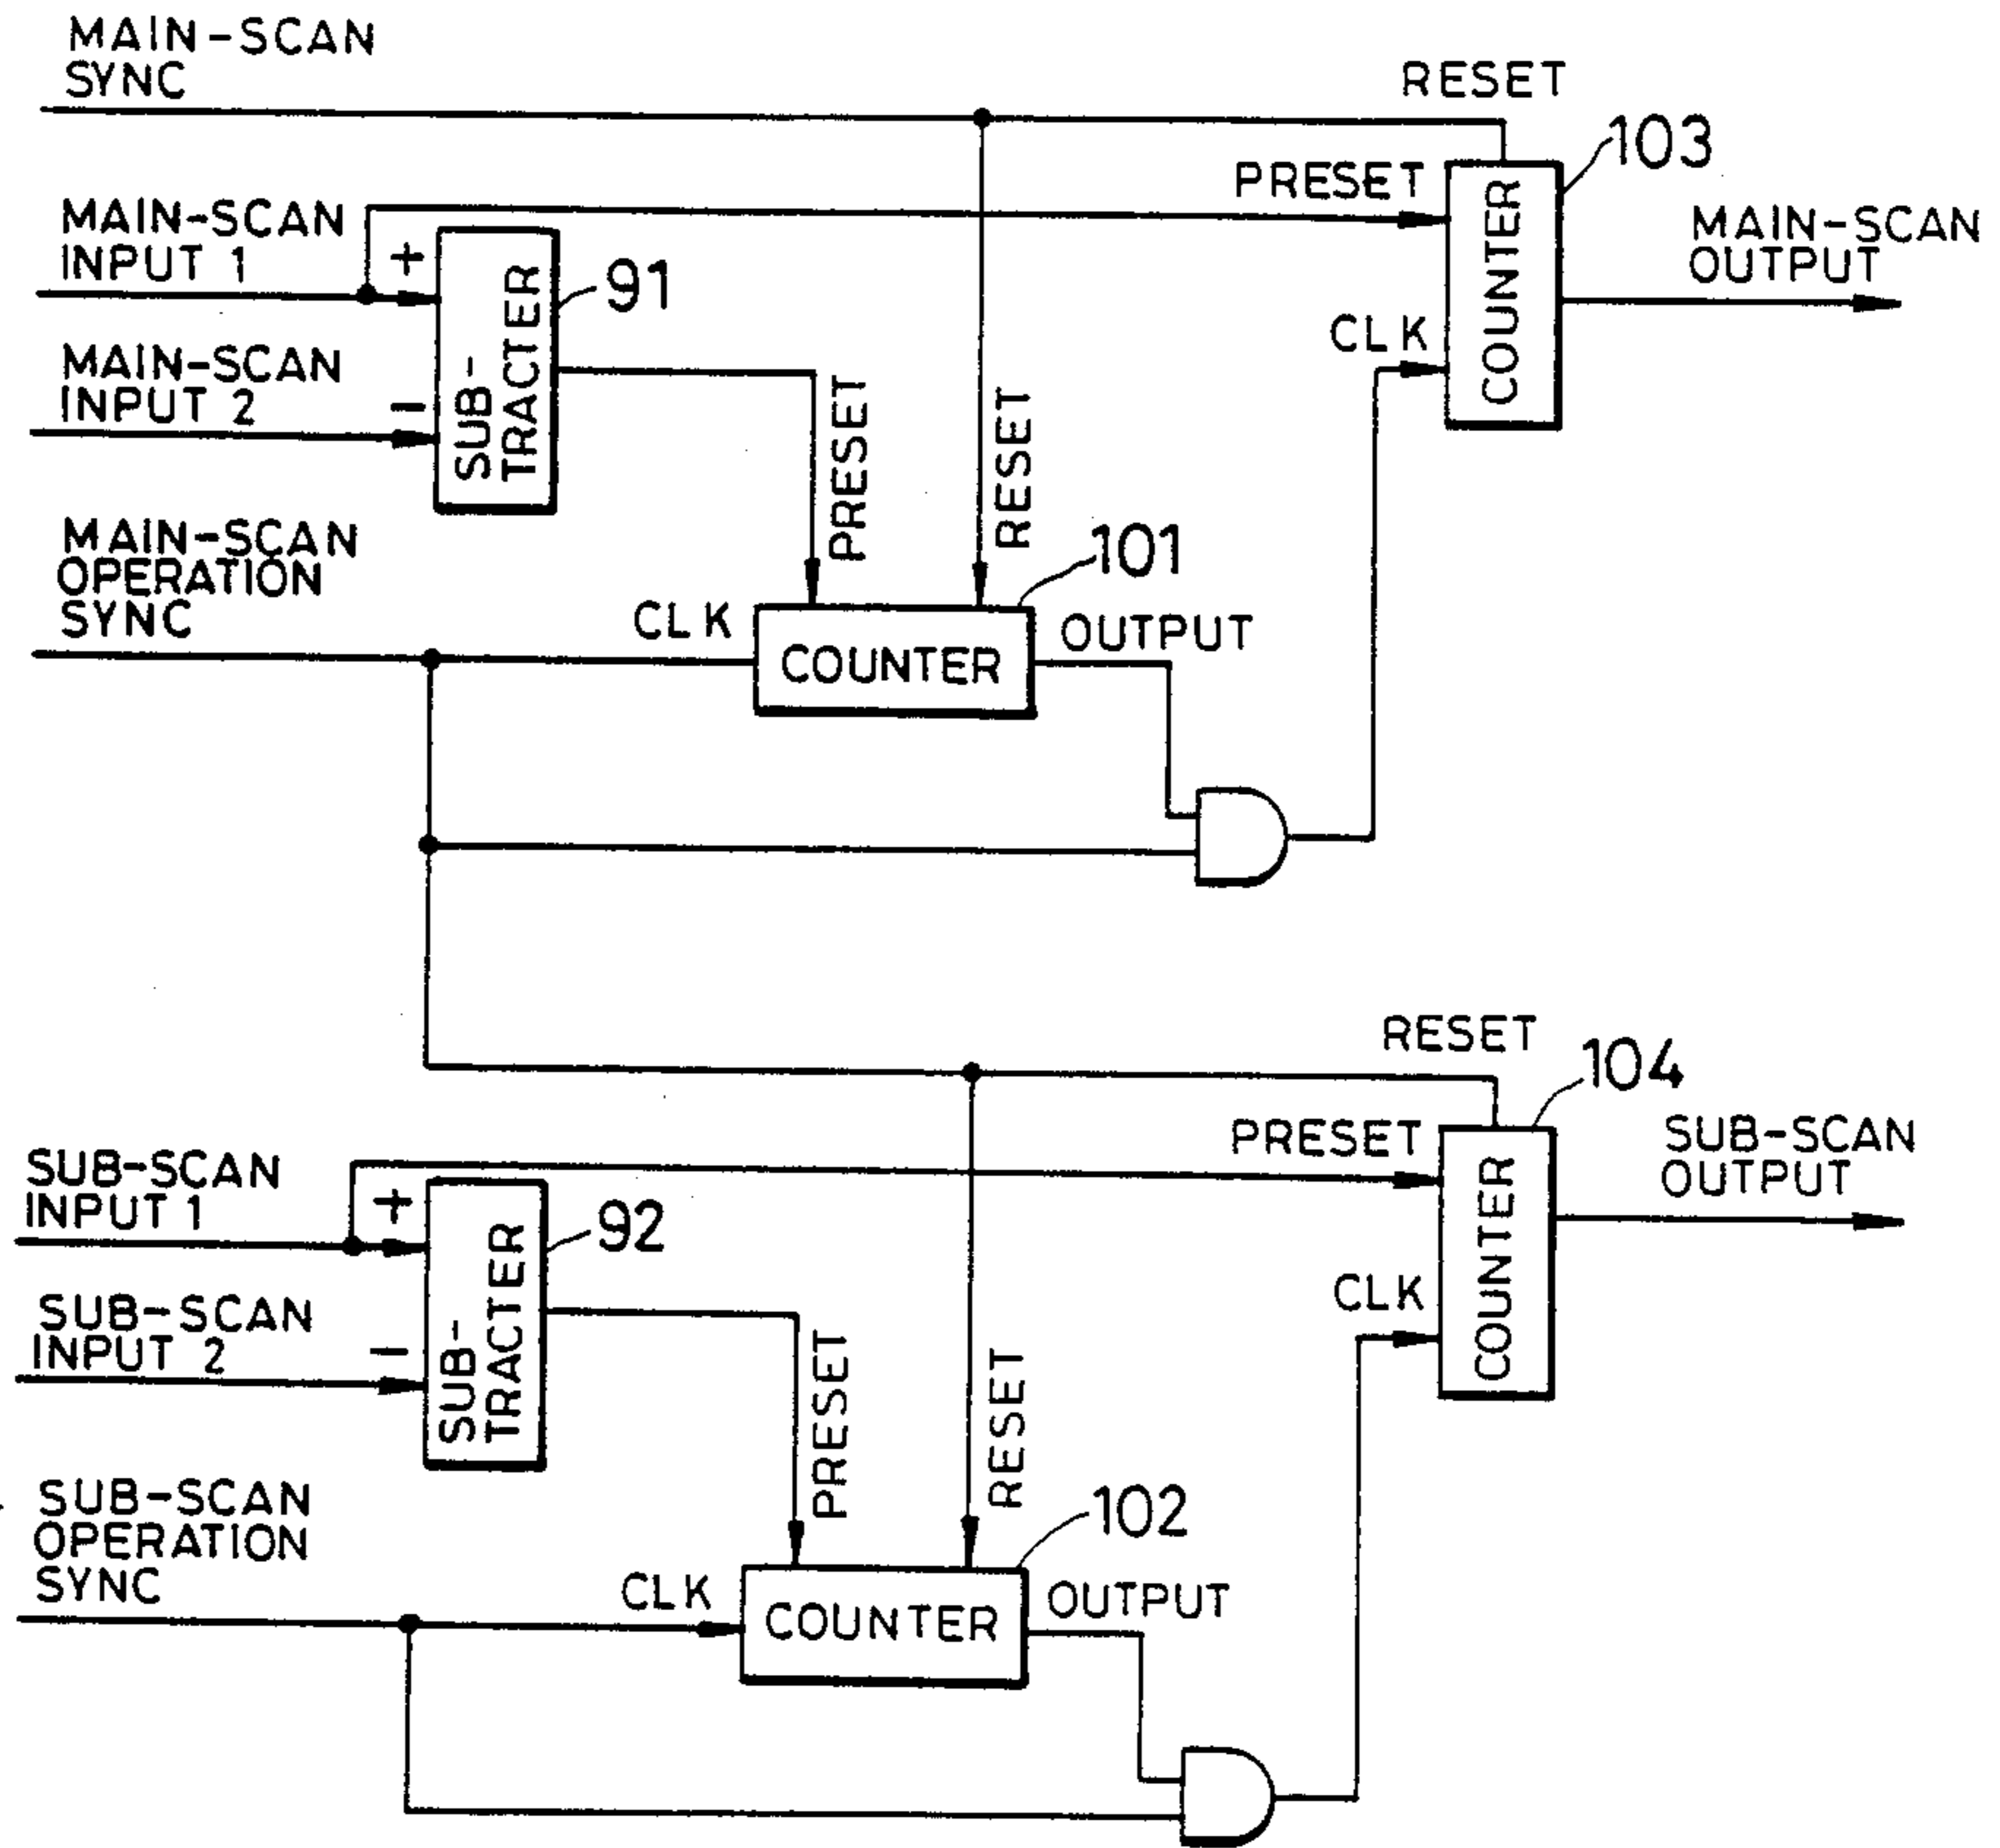 MAIN-SCAN
SYNC
RESET
103
PRESET
MAIN-SCAN
INPUT 1
+
91
COUNTER
MAIN-SCAN
OUTPUT
CLK
MAIN-SCAN
INPUT 2
−
SUB-
TRACTER
PRESET
RESET
MAIN-SCAN
OPERATION
SYNC
101
CLK
COUNTER
OUTPUT
RESET
104
PRESET
SUB-SCAN
INPUT 1
+
92
COUNTER
SUB-SCAN
OUTPUT
CLK
SUB-SCAN
INPUT 2
−
SUB-
TRACTER
PRESET
RESET
SUB-SCAN
OPERATION
SYNC
102
CLK
COUNTER
OUTPUT